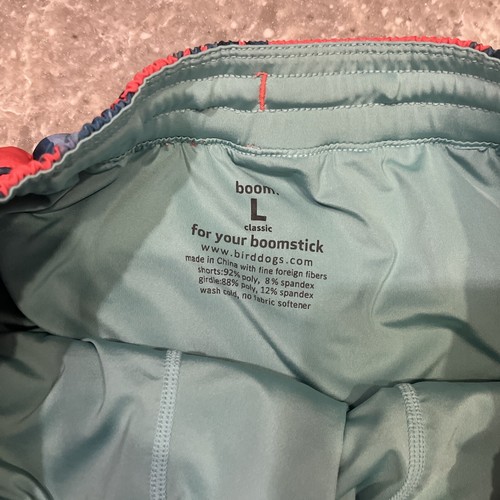 boom.
L
classic
for your boomstick
www.birddogs.com
made in China with fine foreign fibers
shorts:92% poly, 8% spandex
girdle:88% poly, 12% spandex
wash cold, no fabric softener